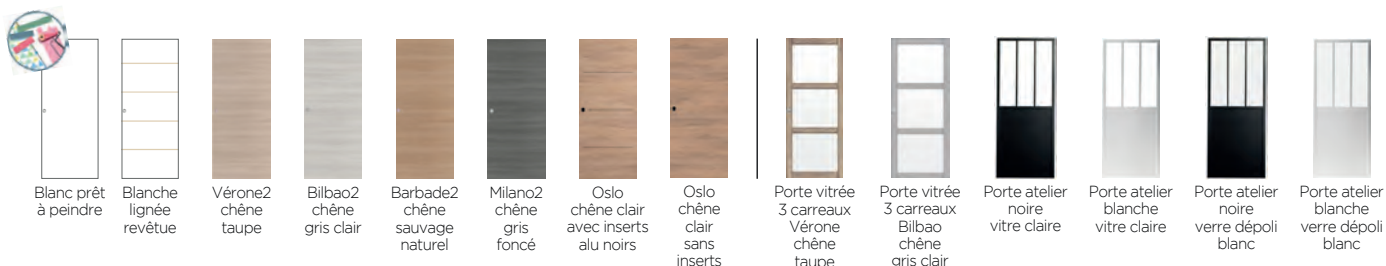 Blanc prêt
à peindre
Blanche
lignée
revêtue
Vérone2
chêne
taupe
Bilbao2
chêne
gris clair
Barbade2
chêne
sauvage
naturel
Milano2
chêne
gris
foncé
Oslo
chêne clair
avec inserts
alu noirs
Oslo
chêne
clair
sans
inserts
Porte vitrée
3 carreaux
Vérone
chêne
taupe
Porte vitrée
3 carreaux
Bilbao
chêne
gris clair
Porte atelier
noire
vitre claire
Porte atelier
blanche
vitre claire
Porte atelier
noire
verre dépoli
blanc
Porte atelier
blanche
verre dépoli
blanc